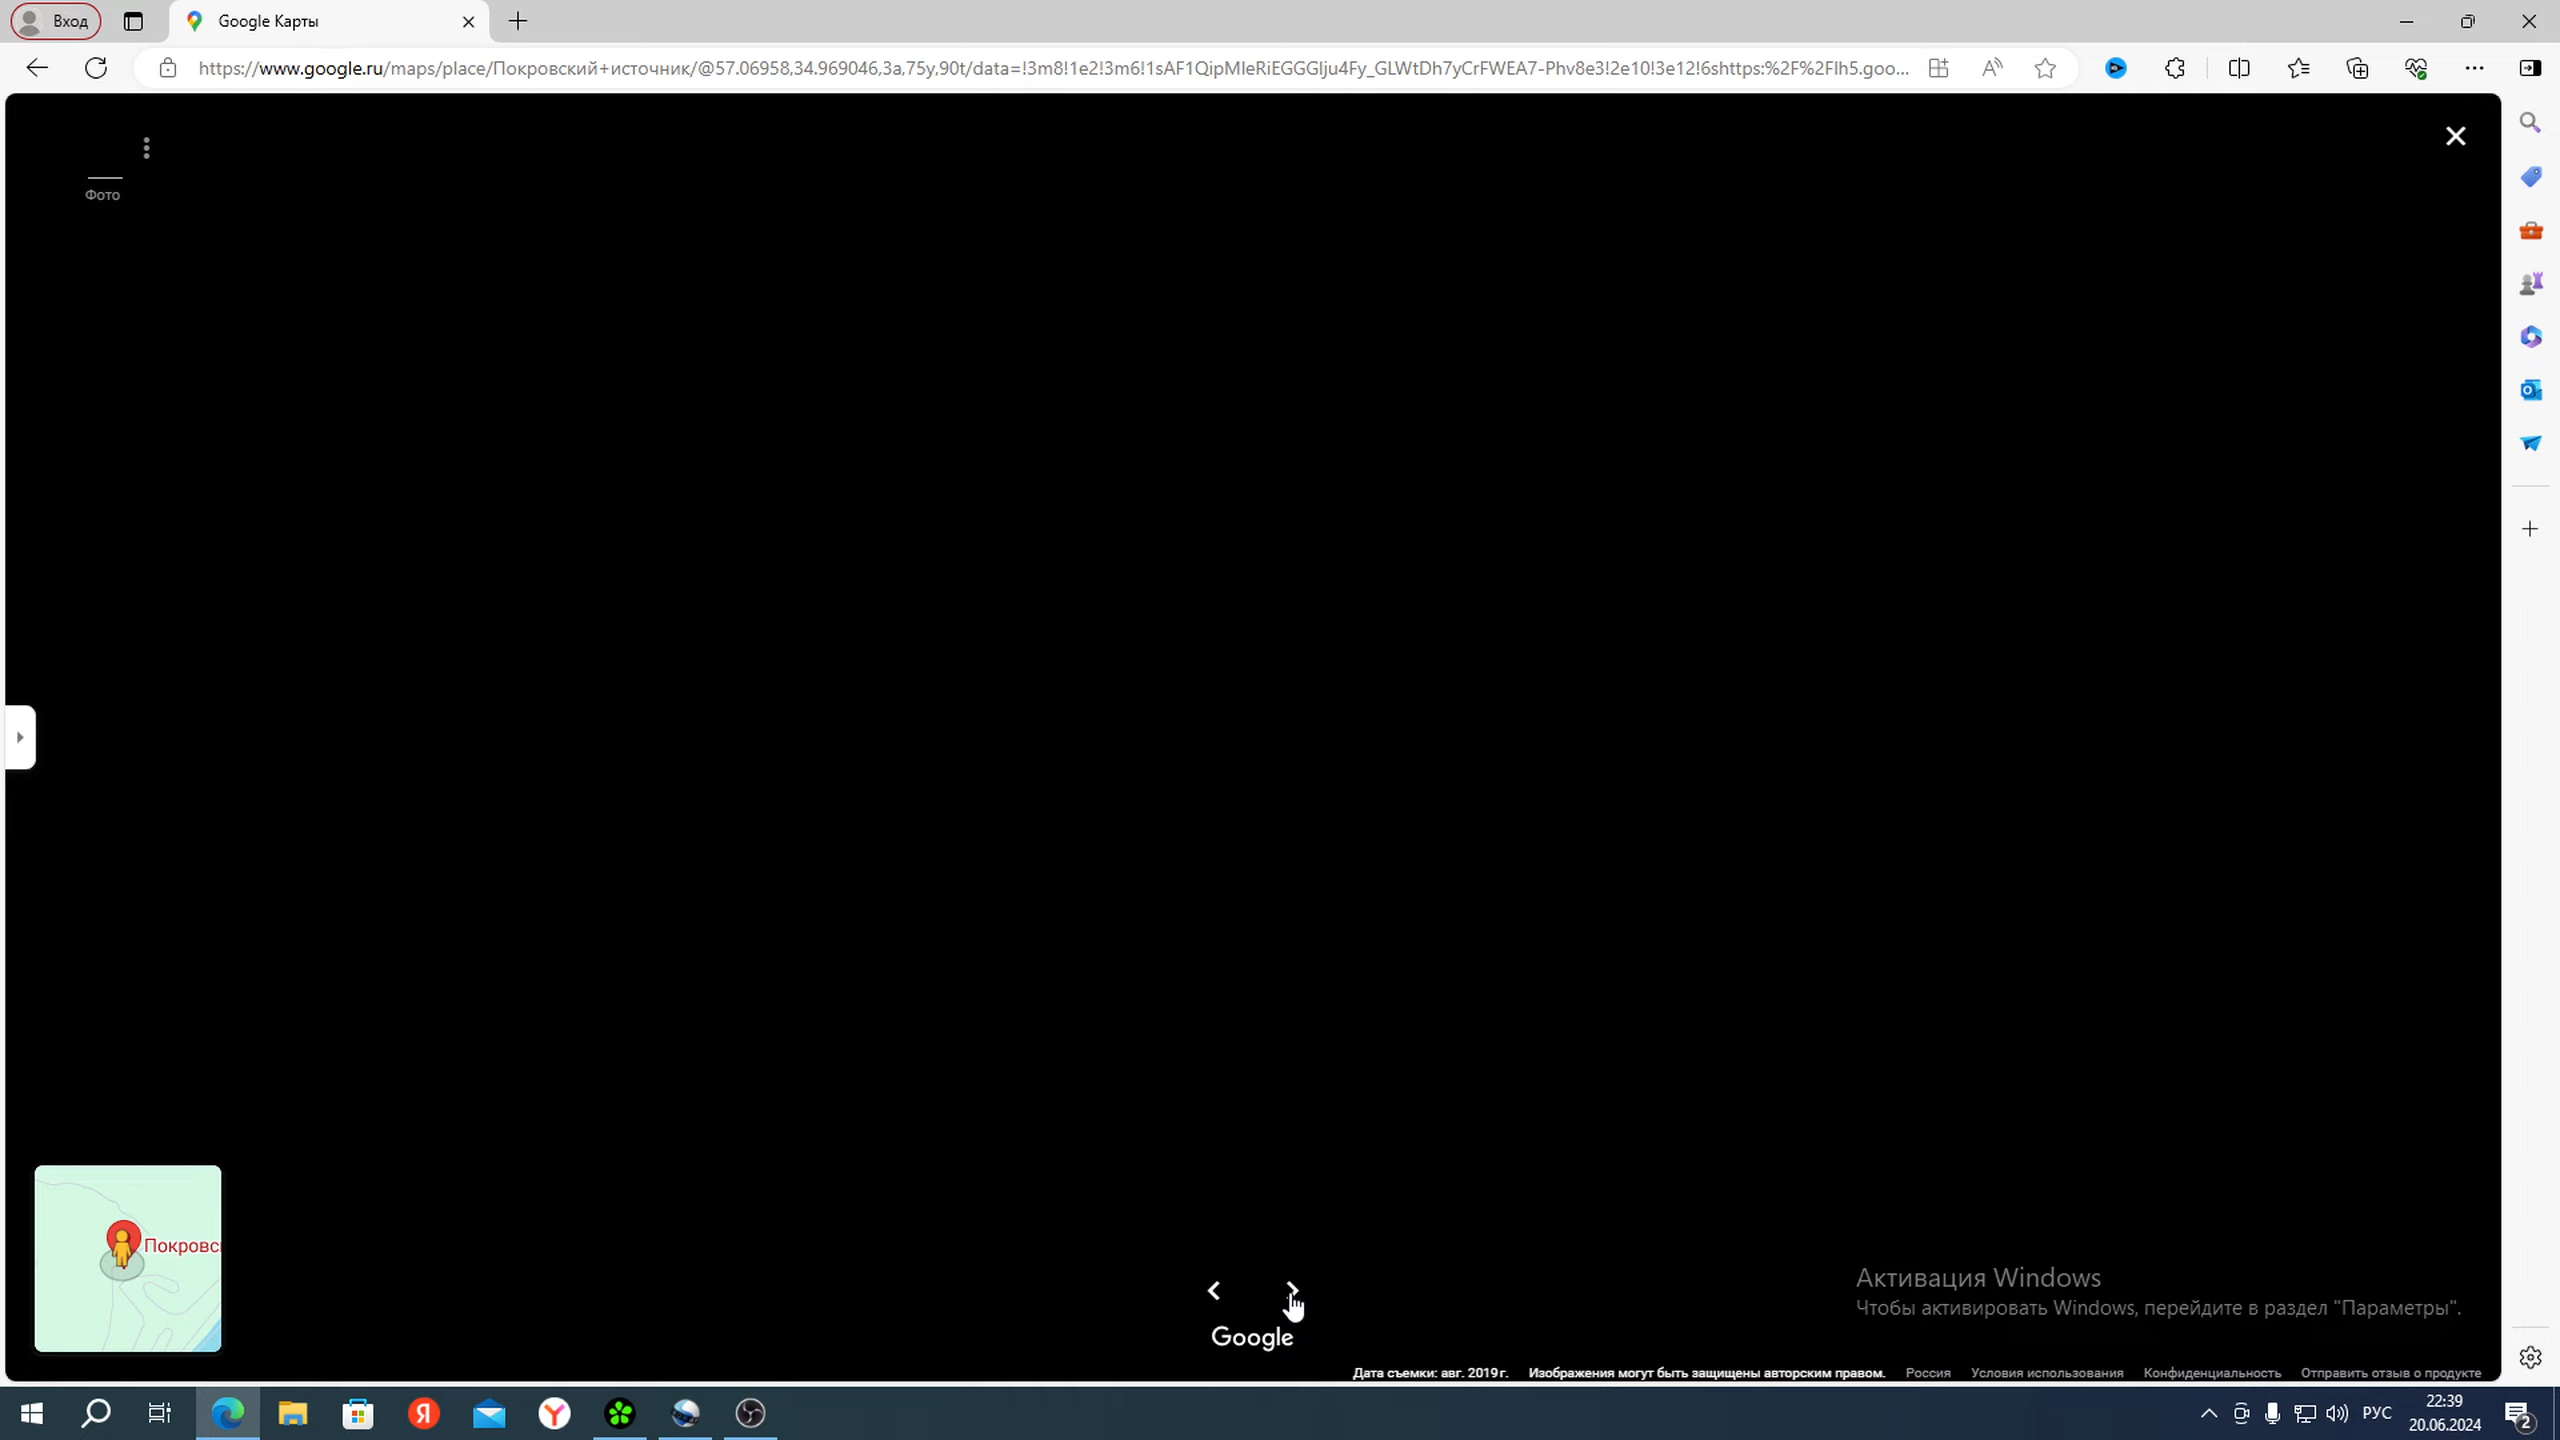 Вход
Google Карты
https://www.google.ru/maps/place/Покровский+источник/@57.06958,34.969046,3a,75y,90t/data=!3m8!1e2!3m6!1sAF1QipMleRiEGGGlju4Fy_GLWtDh7yCrFWEA7-Phv8e3!2e10!3e12!6shttps:%2F%2Flh5.goo...
Фото
Покровс
Активация Windows
Чтобы активировать Windows, перейдите в раздел "Параметры".
Google
Дата съемки: авг. 2019 г. Изображения могут быть защищены авторским правом. Россия Условия использования Конфиденциальность Отправить отзыв о продукте
РУС
22:39
20.06.2024
2